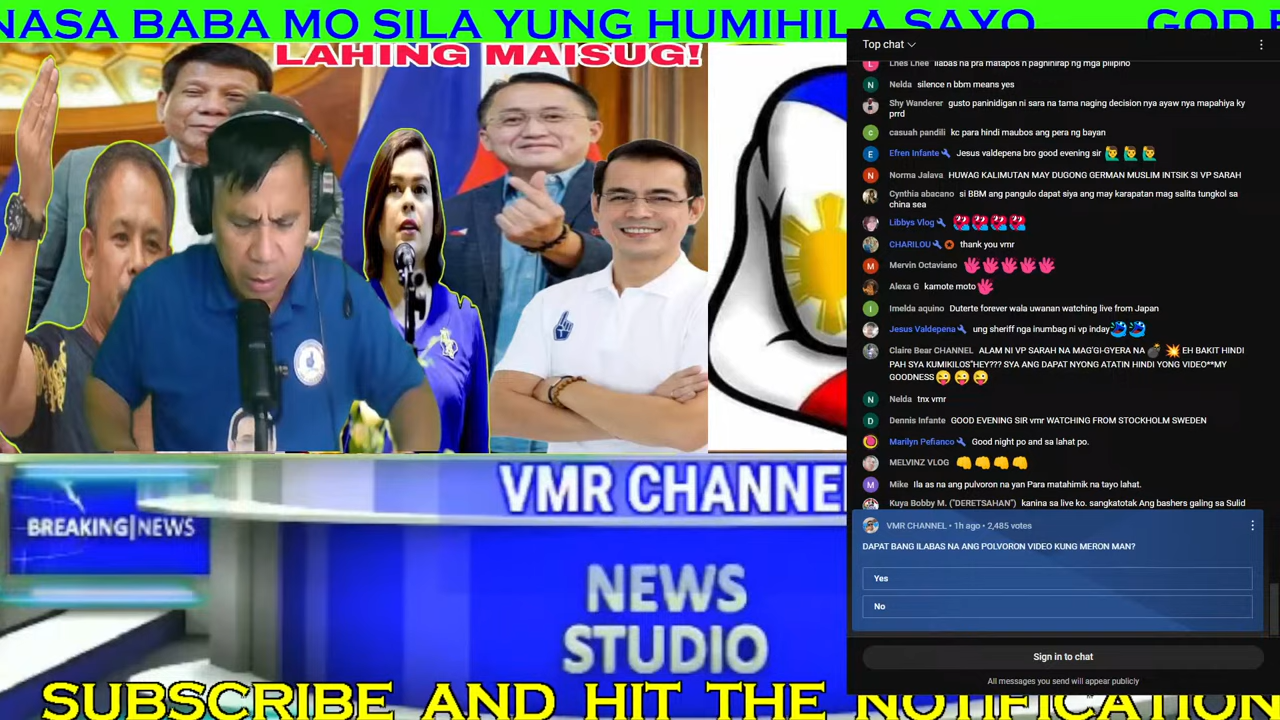 NASA BABA MO SILA YUNG HUMIHILA SAYO
LAHING MAISUG!
BREAKING NEWS
VMR CHANNE
NEWS
STUDIO
SUBSCRIBE AND HIT THE NOTIFICATION
Top chat
Lhes Lhee ilabas na pra matapos n paghihirap ng mga pilipino
Nelda silence n bbm means yes
Shy Wanderer gusto paninidigan ni sara na tama naging decision nya ayaw nya mapahiya ky
prrd
casuah pandili kc para hindi maubos ang pera ng bayan
Efren Infante Jesus valdepena bro good evening sir 🙋‍♂️ 🙋‍♂️ 🙋‍♂️
Norma Jalava HUWAG KALIMUTAN MAY DUGONG GERMAN MUSLIM INTSIK SI VP SARAH
Cynthia abacano si BBM ang pangulo dapat siya ang may karapatan mag salita tungkol sa
china sea
Libbys Vlog
CHARILOU thank you vmr
Mervin Octaviano
Alexa G kamote moto
Imelda aquino Duterte forever wala uwanan watching live from Japan
Jesus Valdepena ung sheriff nga inumbag ni vp inday
Claire Bear CHANNEL ALAM NI VP SARAH NA MAG'GI-GYERA NA 💣 💥 EH BAKIT HINDI
PAH SYA KUMIKILOS"HEY??? SYA ANG DAPAT NYONG ATATIN HINDI YONG VIDEO**MY
GOODNESS😜😜😜
Nelda tnx vmr
Dennis Infante GOOD EVENING SIR vmr WATCHING FROM STOCKHOLM SWEDEN
Marilyn Pefianco Good night po and sa lahat po.
MELVINZ VLOG 👊 👊 👊 👊
Mike Ila as na ang pulvoron na yan Para matahimik na tayo lahat.
Kuya Bobby M. ("DERETSAHAN") kanina sa live ko. sangkatotak Ang bashers galing sa Sulid
VMR CHANNEL • 1h ago • 2,485 votes
DAPAT BANG ILABAS NA ANG POLVORON VIDEO KUNG MERON MAN?
Yes
No
Sign in to chat
All messages you send will appear publicly